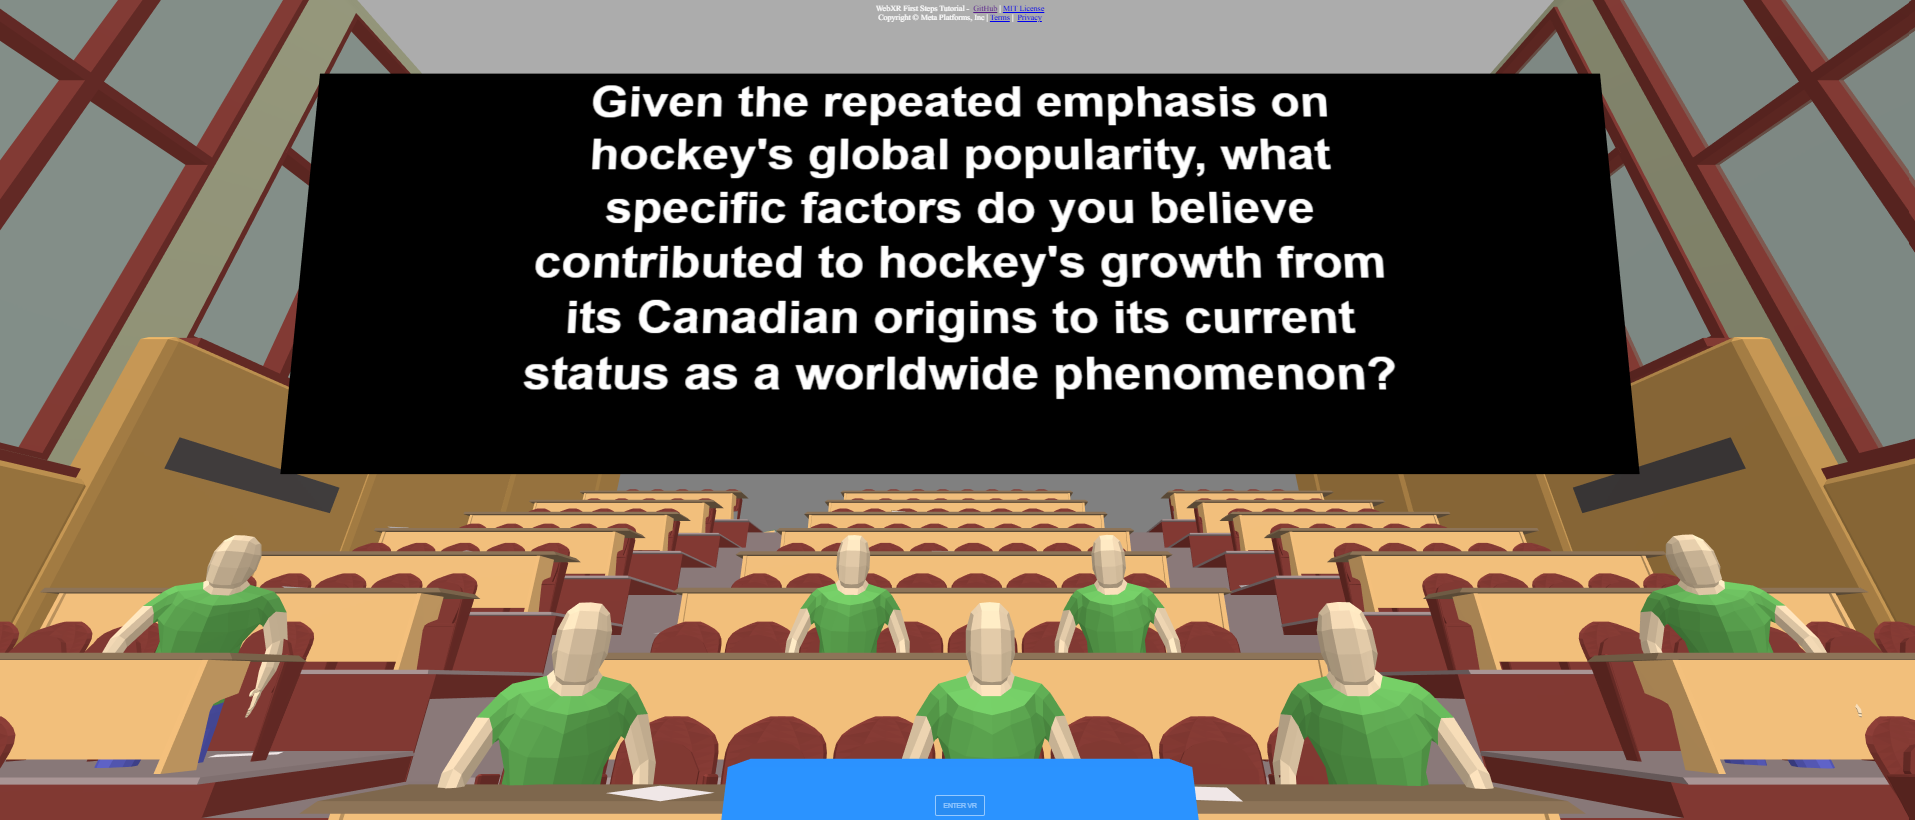 WebXR First Steps Tutorial - GitHub | MIT License
Copyright © Meta Platforms, Inc | Terms | Privacy
Given the repeated emphasis on
hockey's global popularity, what
specific factors do you believe
contributed to hockey's growth from
its Canadian origins to its current
status as a worldwide phenomenon?
ENTER VR